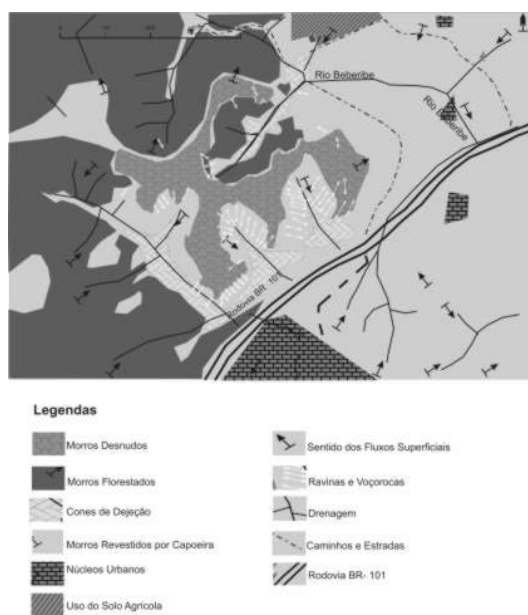 Rio Beberibe
Rio Beberibe
Rodovia BR- 101
Legendas
Morros Desnudos
Morros Florestados
Cones de Dejeção
Morros Revestidos por Capoeira
Núcleos Urbanos
Uso do Solo Agrícola
Sentido dos Fluxos Superficiais
Ravinas e Voçorocas
Drenagem
Caminhos e Estradas
Rodovia BR- 101